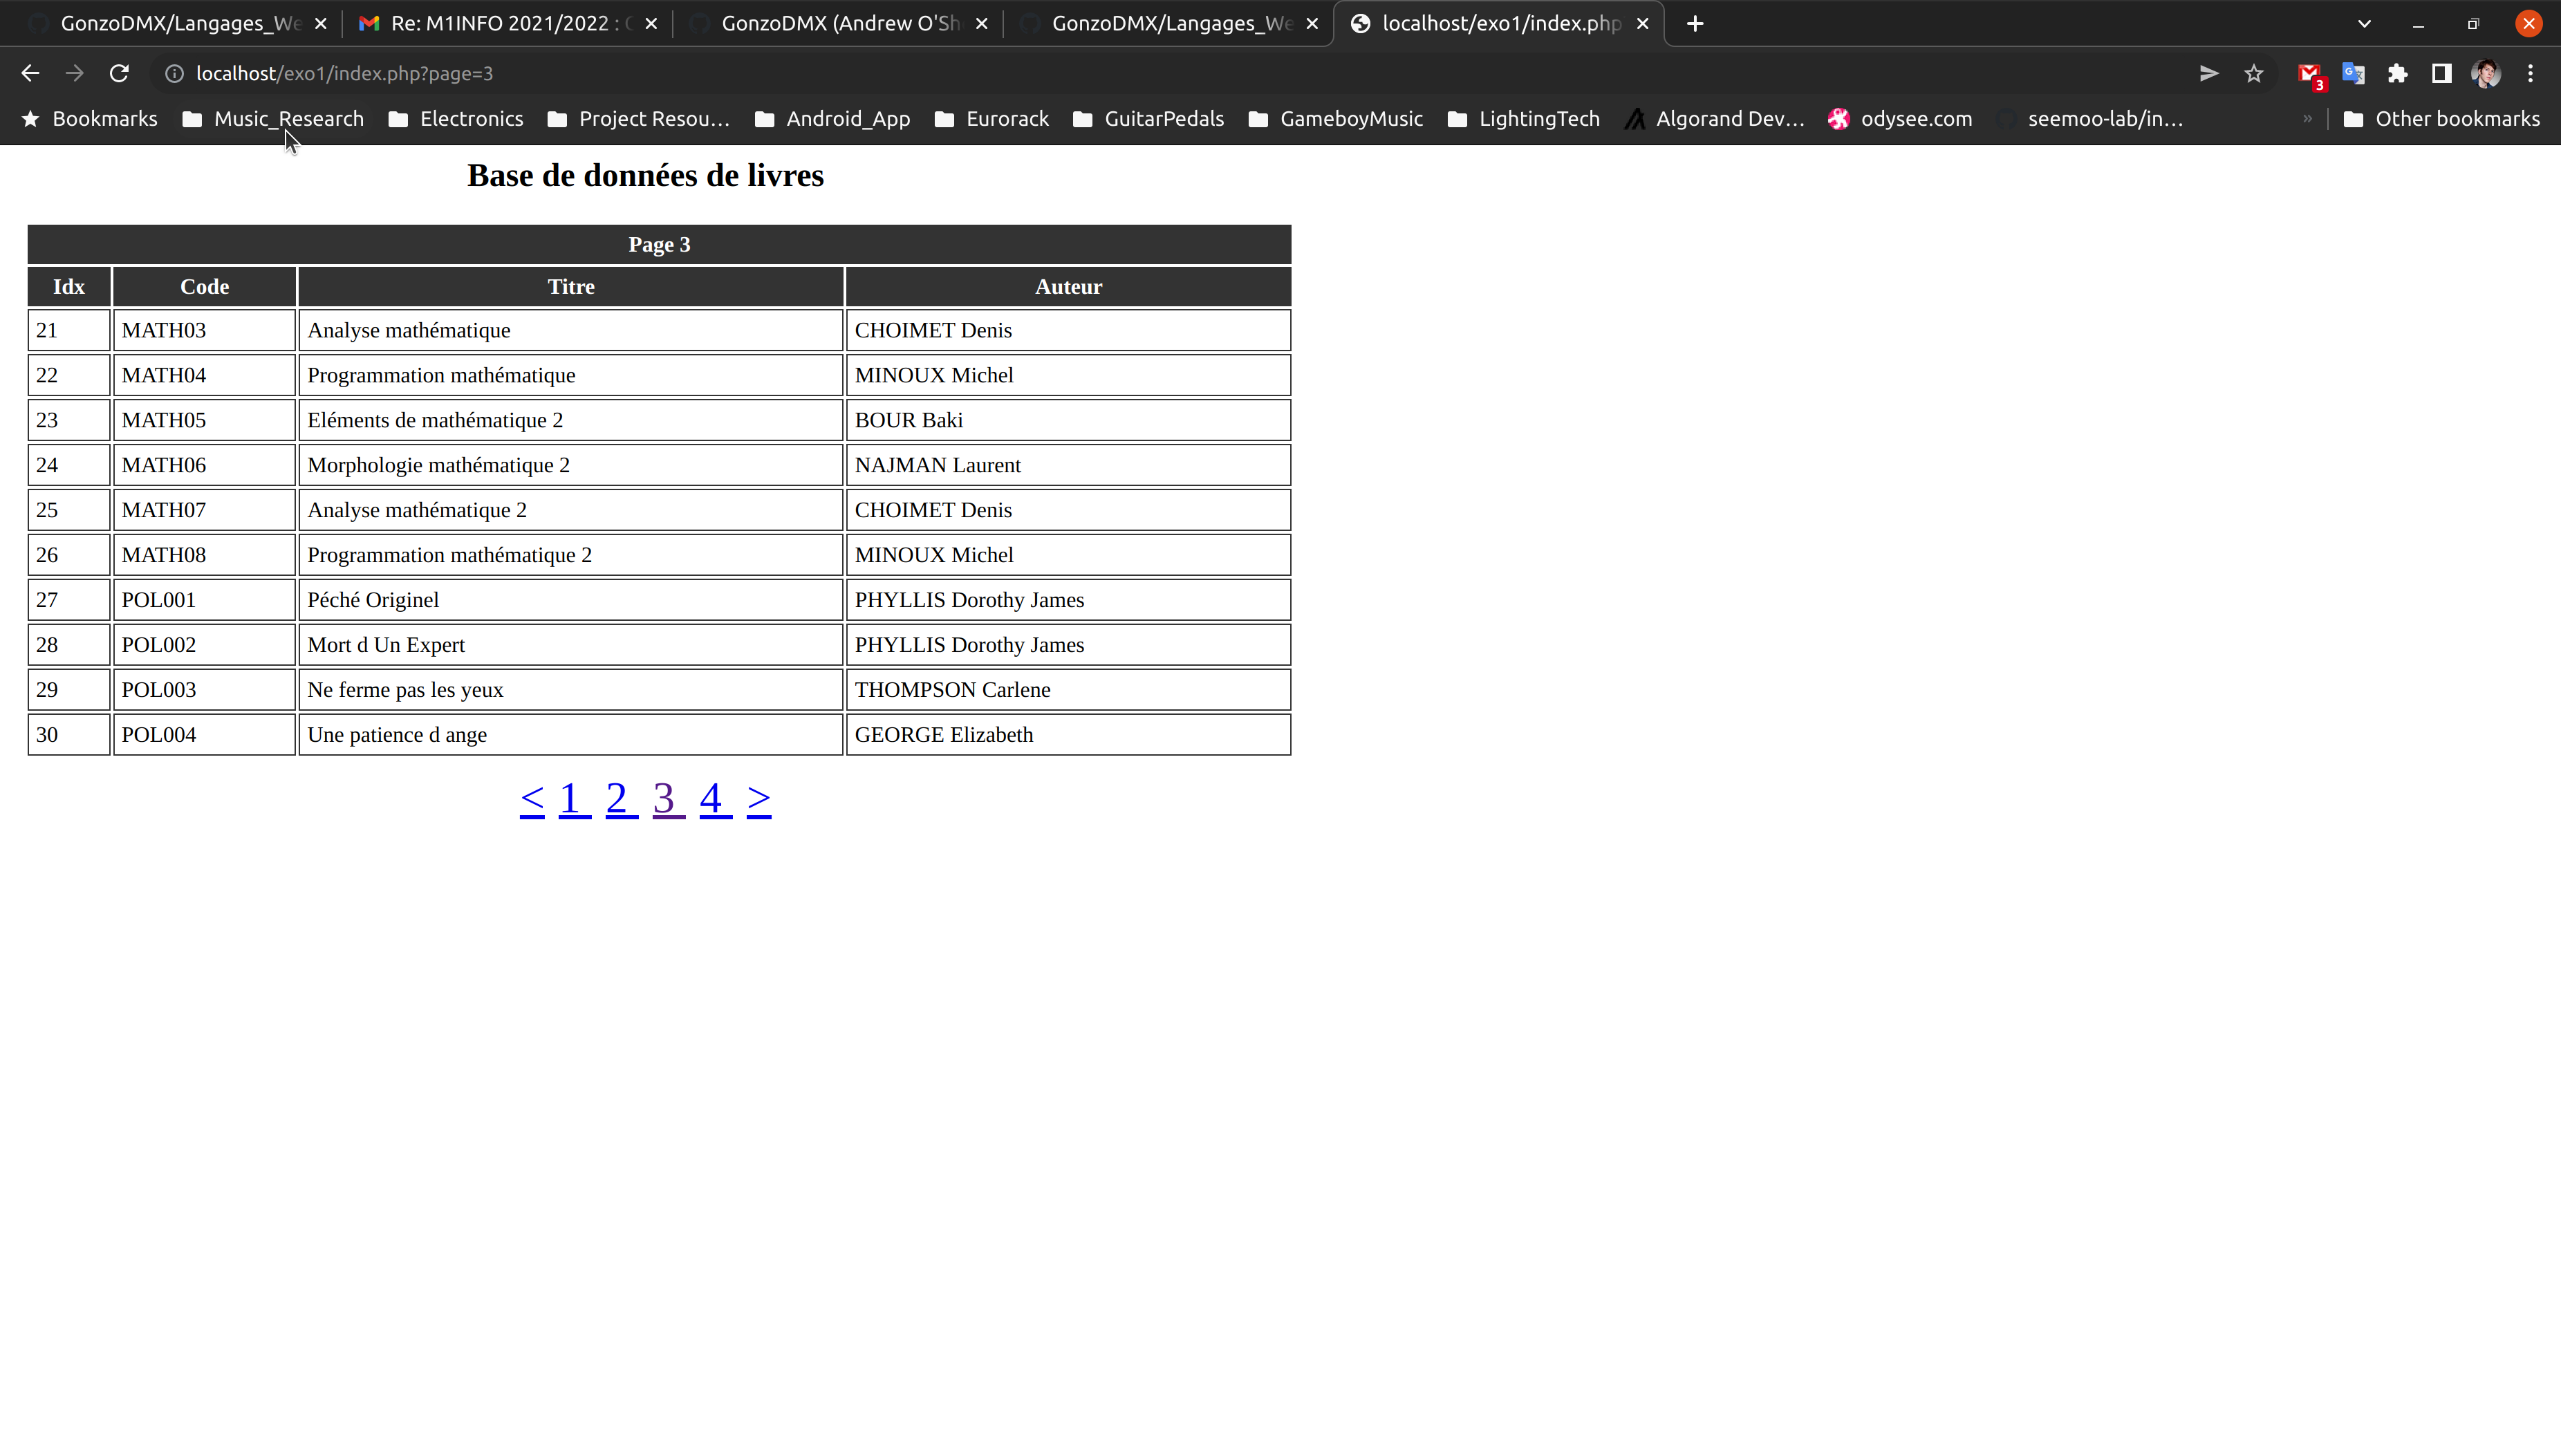 GonzoDMX/Langages_We
Re: M1INFO 2021/2022 :
GonzoDMX (Andrew O'Sh
GonzoDMX/Langages_We
localhost/exo1/index.php
localhost/exo1/index.php?page=3
3
Bookmarks Music_Research Electronics Project Resou… Android_App Eurorack GuitarPedals GameboyMusic LightingTech Algorand Dev… odysee.com seemoo-lab/in… » Other bookmarks
Base de données de livres
Page 3
Idx Code Titre Auteur
21 MATH03 Analyse mathématique CHOIMET Denis
22 MATH04 Programmation mathématique MINOUX Michel
23 MATH05 Eléments de mathématique 2 BOUR Baki
24 MATH06 Morphologie mathématique 2 NAJMAN Laurent
25 MATH07 Analyse mathématique 2 CHOIMET Denis
26 MATH08 Programmation mathématique 2 MINOUX Michel
27 POL001 Péché Originel PHYLLIS Dorothy James
28 POL002 Mort d Un Expert PHYLLIS Dorothy James
29 POL003 Ne ferme pas les yeux THOMPSON Carlene
30 POL004 Une patience d ange GEORGE Elizabeth
< 1 2 3 4 >